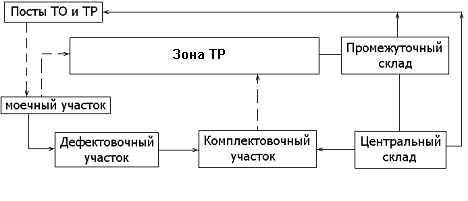 Посты ТО и ТР
Зона ТР
Промежуточный
склад
моечный участок
Дефектовочный
участок
Комплектовочный
участок
Центральный
склад